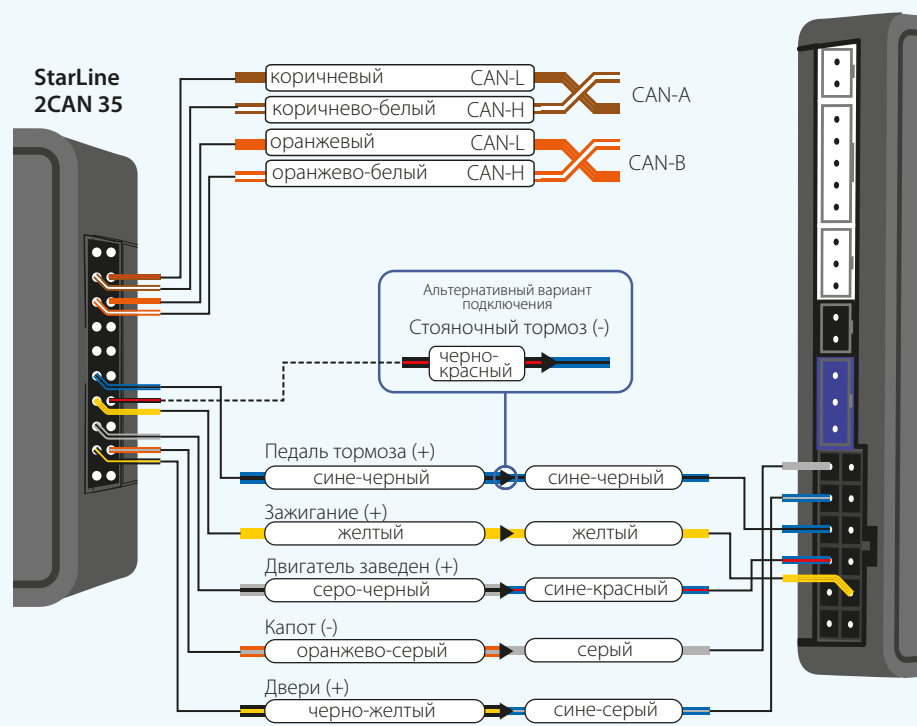 StarLine
2CAN 35
коричневый CAN-L
коричнево-белый CAN-H
CAN-A
оранжевый CAN-L
оранжево-белый CAN-H
CAN-B
Альтернативный вариант
подключения
Стояночный тормоз (-)
черно-
красный
Педаль тормоза (+)
сине-черный сине-черный
Зажигание (+)
желтый желтый
Двигатель заведен (+)
серо-черный сине-красный
Капот (-)
оранжево-серый серый
Двери (+)
черно-желтый сине-серый